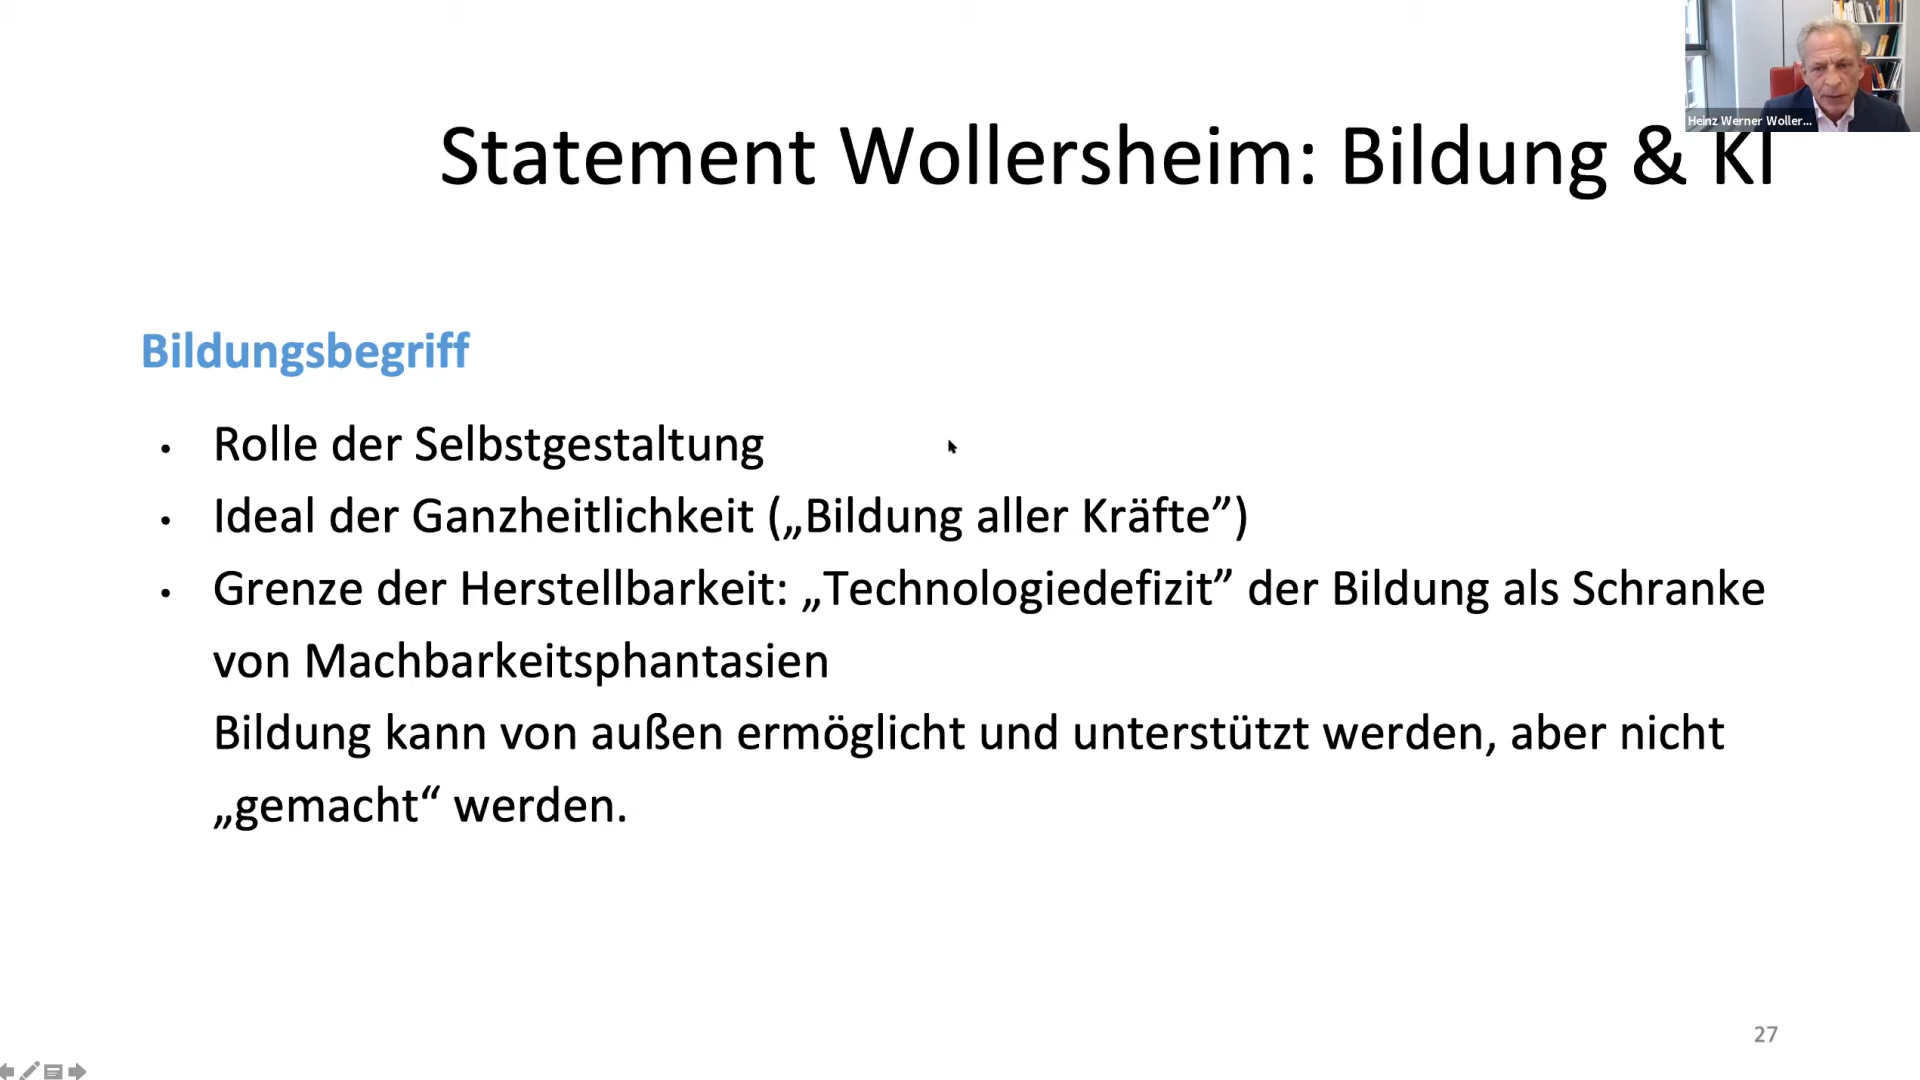 Heinz Werner Woller...
Statement Wollersheim: Bildung & KI
Bildungsbegriff
• Rolle der Selbstgestaltung
• Ideal der Ganzheitlichkeit („Bildung aller Kräfte”)
• Grenze der Herstellbarkeit: „Technologiedefizit” der Bildung als Schranke
von Machbarkeitsphantasien
Bildung kann von außen ermöglicht und unterstützt werden, aber nicht
„gemacht“ werden.
27